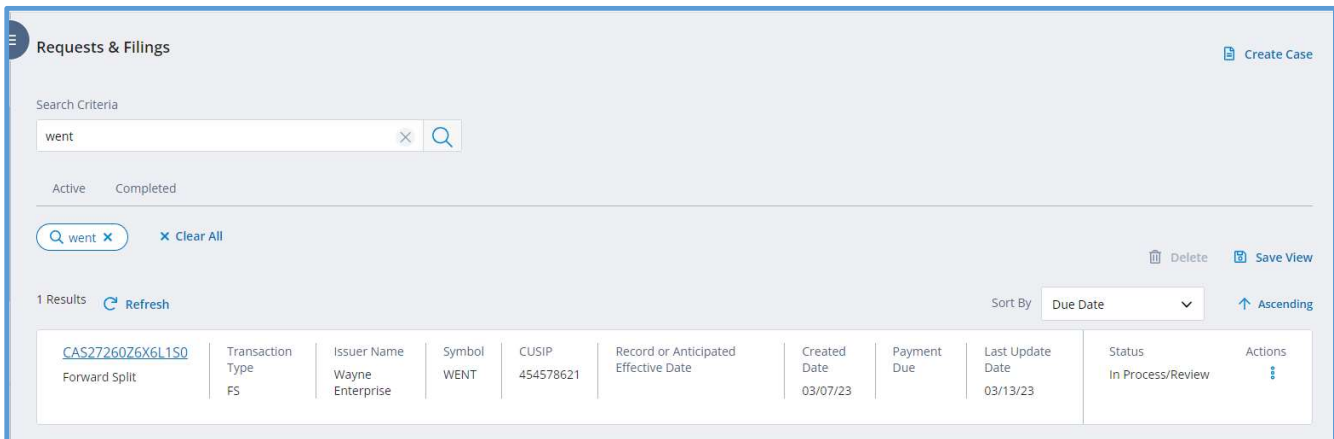 Requests & Filings
Create Case
Search Criteria
went
Active Completed
went Clear All
Delete Save View
1 Results Refresh Sort By Due Date Ascending
CAS27260Z6X6L1S0
Forward Split
Transaction
Type
FS
Issuer Name
Wayne
Enterprise
Symbol
WENT
CUSIP
454578621
Record or Anticipated
Effective Date
Created
Date
03/07/23
Payment
Due
Last Update
Date
03/13/23
Status
In Process/Review
Actions